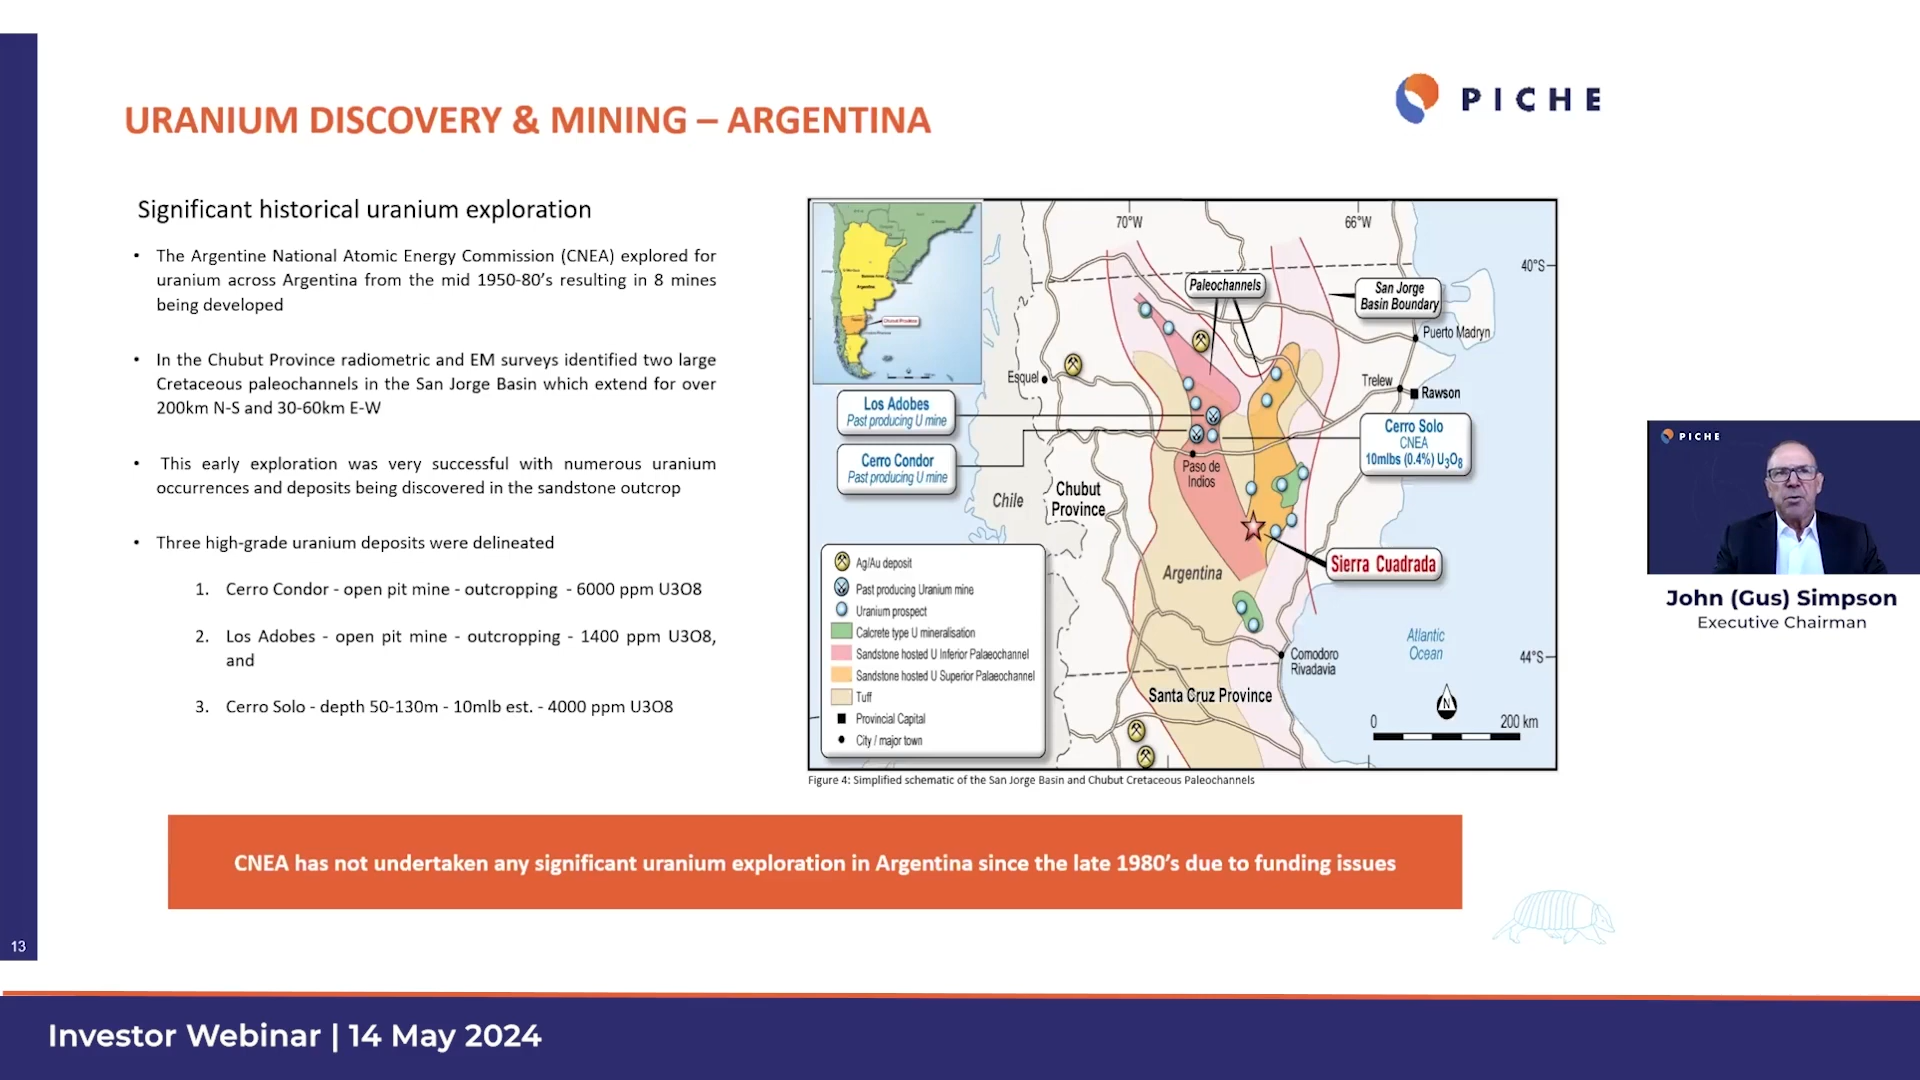 URANIUM DISCOVERY & MINING – ARGENTINA
PICHE
Significant historical uranium exploration
• The Argentine National Atomic Energy Commission (CNEA) explored for
uranium across Argentina from the mid 1950-80's resulting in 8 mines
being developed
• In the Chubut Province radiometric and EM surveys identified two large
Cretaceous paleochannels in the San Jorge Basin which extend for over
200km N-S and 30-60km E-W
• This early exploration was very successful with numerous uranium
occurrences and deposits being discovered in the sandstone outcrop
• Three high-grade uranium deposits were delineated
1. Cerro Condor - open pit mine - outcropping - 6000 ppm U3O8
2. Los Adobes - open pit mine - outcropping - 1400 ppm U3O8,
and
3. Cerro Solo - depth 50-130m - 10mlb est. - 4000 ppm U3O8
70°W
66°W
40°S
44°S
Paleochannels
San Jorge
Basin Boundary
Puerto Madryn
Esquel
Trelew
Rawson
Los Adobes
Past producing U mine
Cerro Condor
Past producing U mine
Cerro Solo
CNEA
10mlbs (0.4%) U3O8
Paso de
Indios
Chile
Chubut
Province
Sierra Cuadrada
Argentina
Atlantic
Ocean
Comodoro
Rivadavia
Santa Cruz Province
N
0
200 km
Ag/Au deposit
Past producing Uranium mine
Uranium prospect
Calcrete type U mineralisation
Sandstone hosted U Inferior Palaeochannel
Sandstone hosted U Superior Palaeochannel
Tuff
Provincial Capital
City / major town
Argentina
Chubut Province
Figure 4: Simplified schematic of the San Jorge Basin and Chubut Cretaceous Paleochannels
CNEA has not undertaken any significant uranium exploration in Argentina since the late 1980's due to funding issues
13
PICHE
John (Gus) Simpson
Executive Chairman
Investor Webinar | 14 May 2024